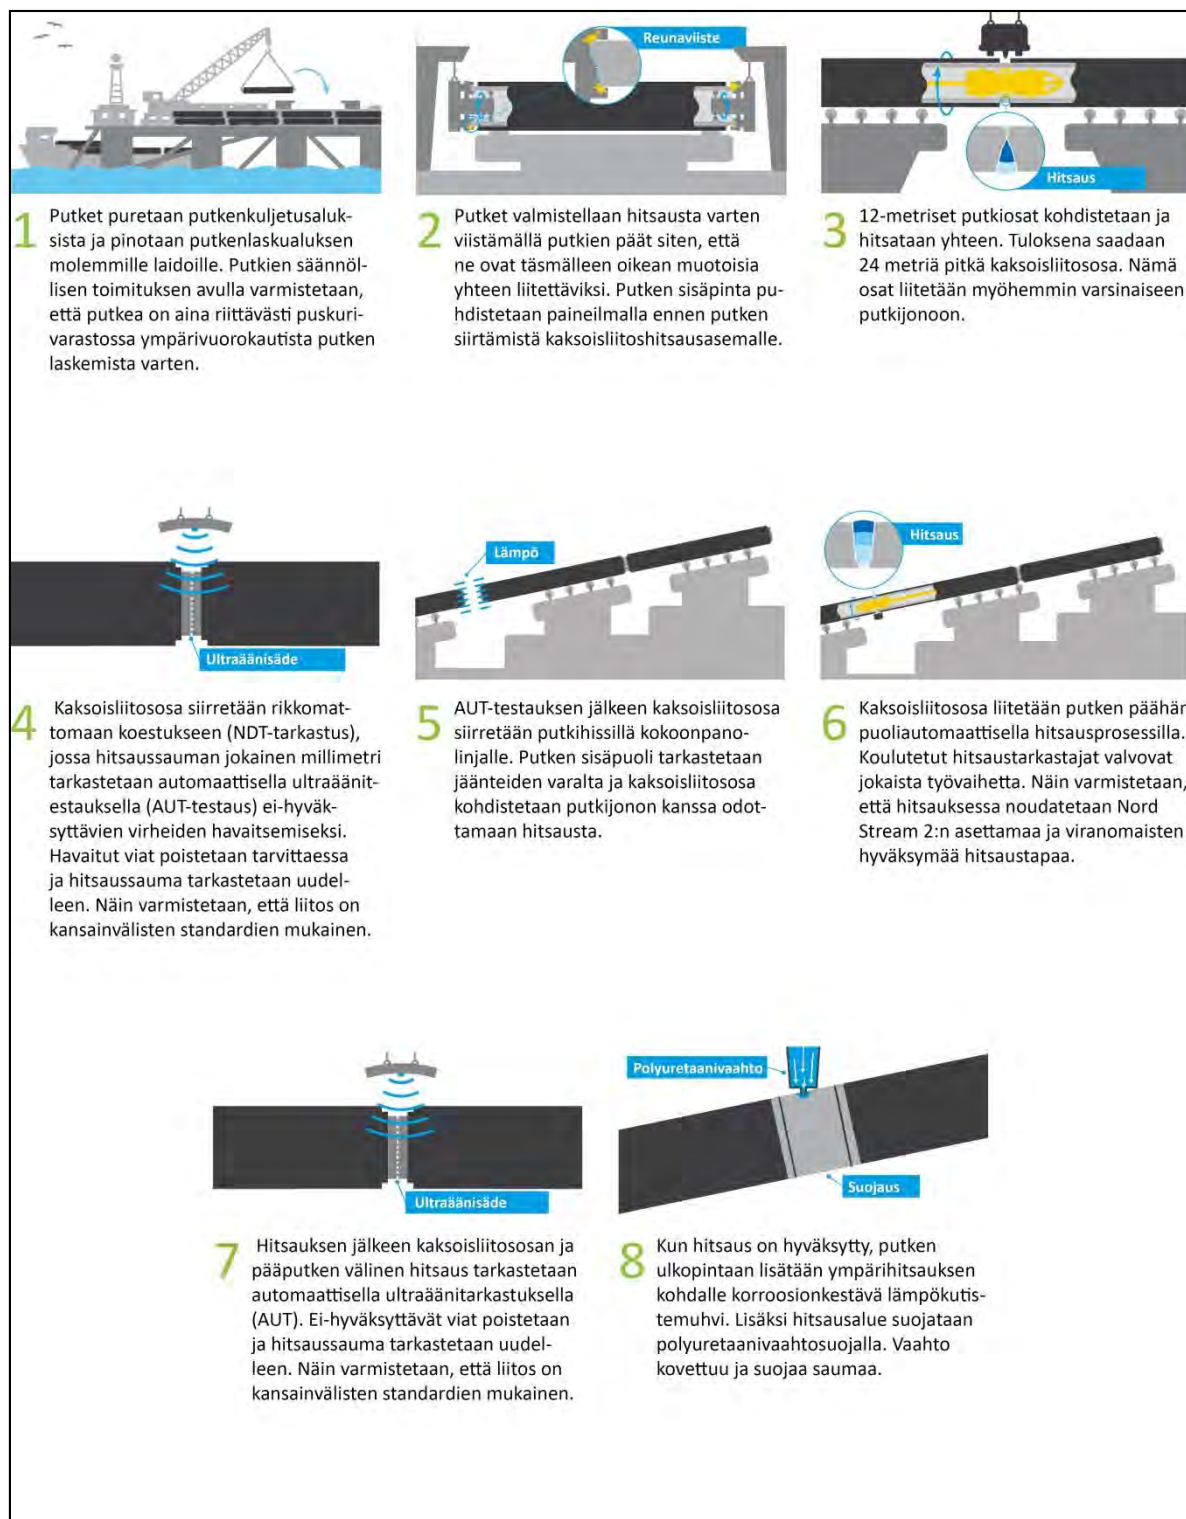 Reunaviiste
Hitsaus
1
Putket puretaan putkenkuljetusaluk-
sista ja pinotaan putkenlaskualuksen
molemmille laidoille. Putkien säännöl-
lisen toimituksen avulla varmistetaan,
että putkea on aina riittävästi puskuri-
varastossa ympärivuorokautista putken
laskemista varten.
2
Putket valmistellaan hitsausta varten
viistämällä putkien päät siten, että
ne ovat täsmälleen oikean muotoisia
yhteen liitettäviksi. Putken sisäpinta pu-
hdistetaan paineilmalla ennen putken
siirtämistä kaksoisliitoshitsausasemalle.
3
12-metriset putkiosat kohdistetaan ja
hitsataan yhteen. Tuloksena saadaan
24 metriä pitkä kaksoisliitososa. Nämä
osat liitetään myöhemmin varsinaiseen
putkijonoon.
Ultraäänisäde
Lämpö
Hitsaus
4
Kaksoisliitososa siirretään rikkomat-
tomaan koestukseen (NDT-tarkastus),
jossa hitsaussauman jokainen millimetri
tarkastetaan automaattisella ultraäänit-
estauksella (AUT-testaus) ei-hyväk-
syttävien virheiden havaitsemiseksi.
Havaitut viat poistetaan tarvittaessa
ja hitsaussauma tarkastetaan uudel-
leen. Näin varmistetaan, että liitos on
kansainvälisten standardien mukainen.
5
AUT-testauksen jälkeen kaksoisliitososa
siirretään putkihissillä kokoonpano-
linjalle. Putken sisäpuoli tarkastetaan
jäänteiden varalta ja kaksoisliitososa
kohdistetaan putkijonon kanssa odot-
tamaan hitsausta.
6
Kaksoisliitososa liitetään putken päähän
puoliautomaattisella hitsausprosessilla.
Koulutetut hitsaustarkastajat valvovat
jokaista työvaihetta. Näin varmistetaan,
että hitsauksessa noudatetaan Nord
Stream 2:n asettamaa ja viranomaisten
hyväksymää hitsaustapaa.
Ultraäänisäde
Polyuretaanivaahto
Suojaus
7
Hitsauksen jälkeen kaksoisliitososan ja
pääputken välinen hitsaus tarkastetaan
automaattisella ultraäänitarkastuksella
(AUT). Ei-hyväksyttävät viat poistetaan
ja hitsaussauma tarkastetaan uudel-
leen. Näin varmistetaan, että liitos on
kansainvälisten standardien mukainen.
8
Kun hitsaus on hyväksytty, putken
ulkopintaan lisätään ympärihitsauksen
kohdalle korroosionkestävä lämpökutis-
temuhvi. Lisäksi hitsausalue suojataan
polyuretaanivaahtosuojalla. Vaahto
kovettuu ja suojaa saumaa.